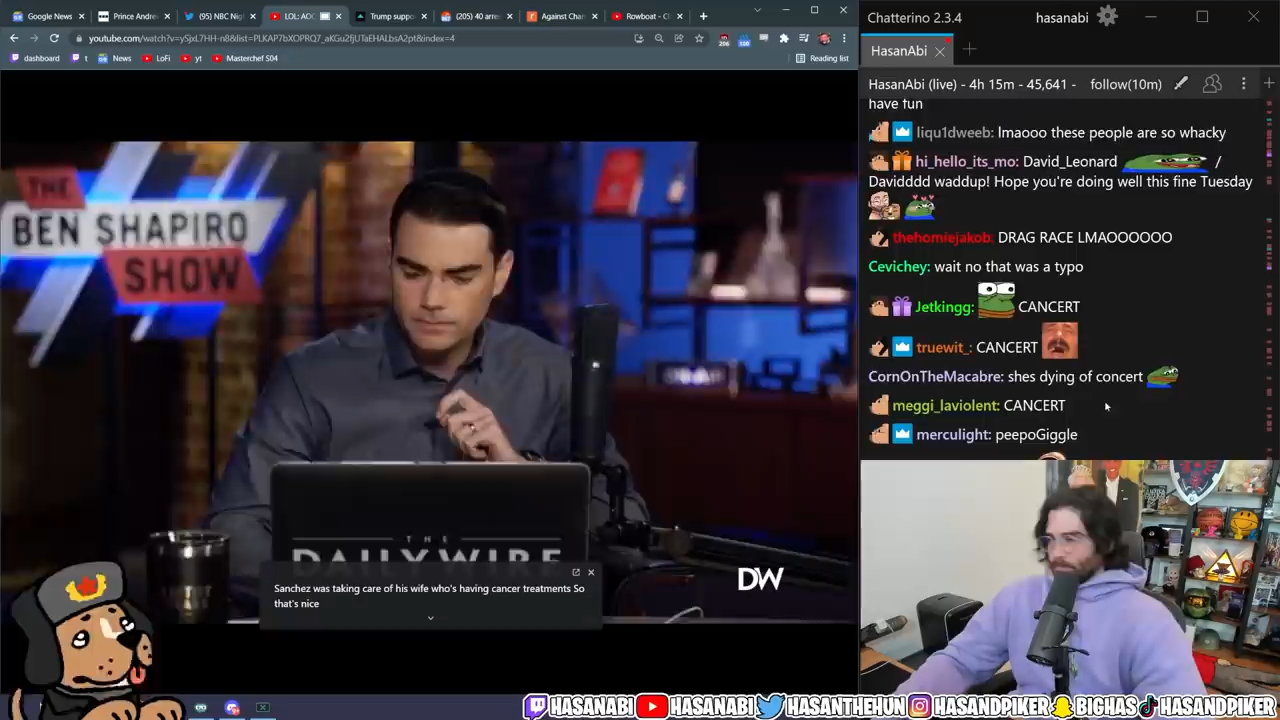 Google News
Prince Andre
(95) NBC Nig
LOL: AOC
Trump suppo
(205) 40 arre
Against Chan
Rowboat - Cl
youtube.com/watch?v=ySjxL7HH-n8&list=PLKAP7bXOPRQ7_aKGu2fjUTaEHALbsA2pt&index=4
206
dashboard
t
News
LoFi
yt
Masterchef S04
Reading list
THE
BEN SHAPIRO
SHOW
THE
DAILY WIRE
DW
Sanchez was taking care of his wife who's having cancer treatments So
that's nice
Chatterino 2.3.4
hasanabi
HasanAbi
HasanAbi (live) - 4h 15m - 45,641 -
follow(10m)
have fun
liqu1dweeb: lmaooo these people are so whacky
hi_hello_its_mo: David_Leonard /
Davidddd waddup! Hope you're doing well this fine Tuesday
thehomiejakob: DRAG RACE LMAOOOOOO
Cevichey: wait no that was a typo
Jetkingg: CANCERT
truewit_: CANCERT
CornOnTheMacabre: shes dying of concert
meggi_laviolent: CANCERT
merculight: peepoGiggle
HASANABI
HASANABI
HASANTHEHUN
HASANDPIKER
BIGHAS
HASANDPIKER